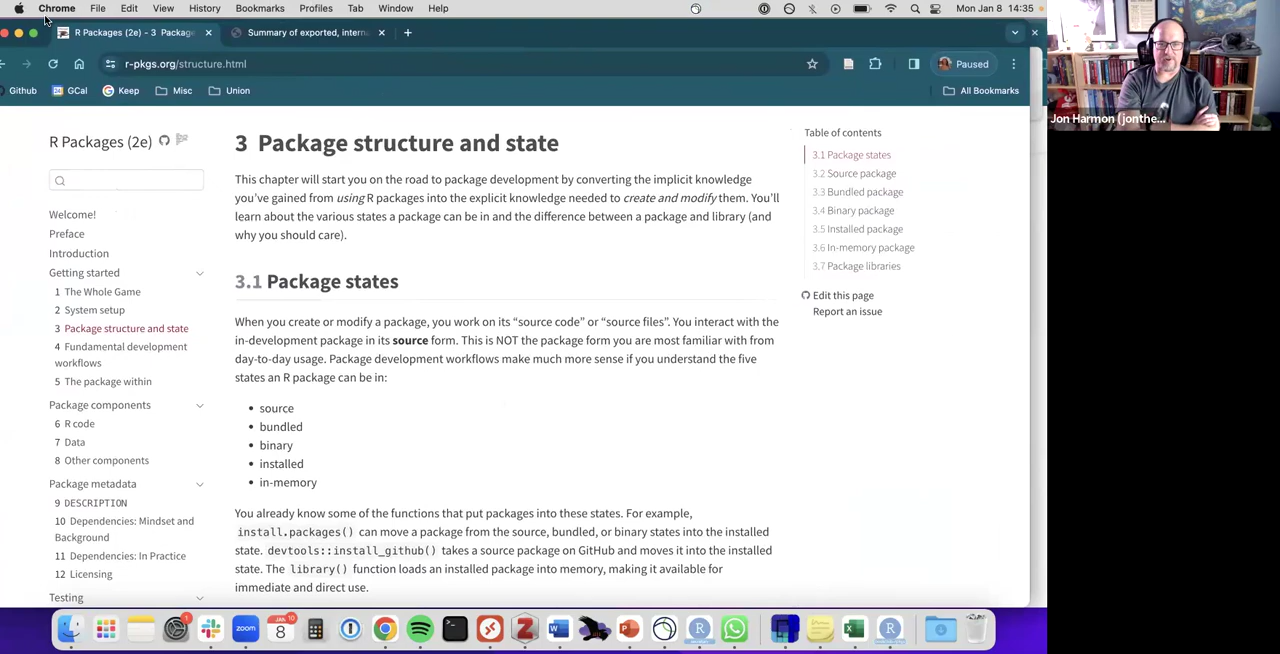 Chrome File Edit View History Bookmarks Profiles Tab Window Help Mon Jan 8 14:35
R Packages (2e) - 3 Package Summary of exported, intern
r-pkgs.org/structure.html Paused
Github GCal Keep Misc Union All Bookmarks
Jon Harmon (jonthe...
R Packages (2e)
Welcome!
Preface
Introduction
Getting started
1 The Whole Game
2 System setup
3 Package structure and state
4 Fundamental development
workflows
5 The package within
Package components
6 R code
7 Data
8 Other components
Package metadata
9 DESCRIPTION
10 Dependencies: Mindset and
Background
11 Dependencies: In Practice
12 Licensing
Testing
3 Package structure and state
This chapter will start you on the road to package development by converting the implicit knowledge
you've gained from using R packages into the explicit knowledge needed to create and modify them. You'll
learn about the various states a package can be in and the difference between a package and library (and
why you should care).
3.1 Package states
When you create or modify a package, you work on its “source code” or “source files”. You interact with the
in-development package in its source form. This is NOT the package form you are most familiar with from
day-to-day usage. Package development workflows make much more sense if you understand the five
states an R package can be in:
• source
• bundled
• binary
• installed
• in-memory
You already know some of the functions that put packages into these states. For example,
install.packages() can move a package from the source, bundled, or binary states into the installed
state. devtools::install_github() takes a source package on GitHub and moves it into the installed
state. The library() function loads an installed package into memory, making it available for
immediate and direct use.
Table of contents
3.1 Package states
3.2 Source package
3.3 Bundled package
3.4 Binary package
3.5 Installed package
3.6 In-memory package
3.7 Package libraries
Edit this page
Report an issue
1
zoom
JAN 10
8